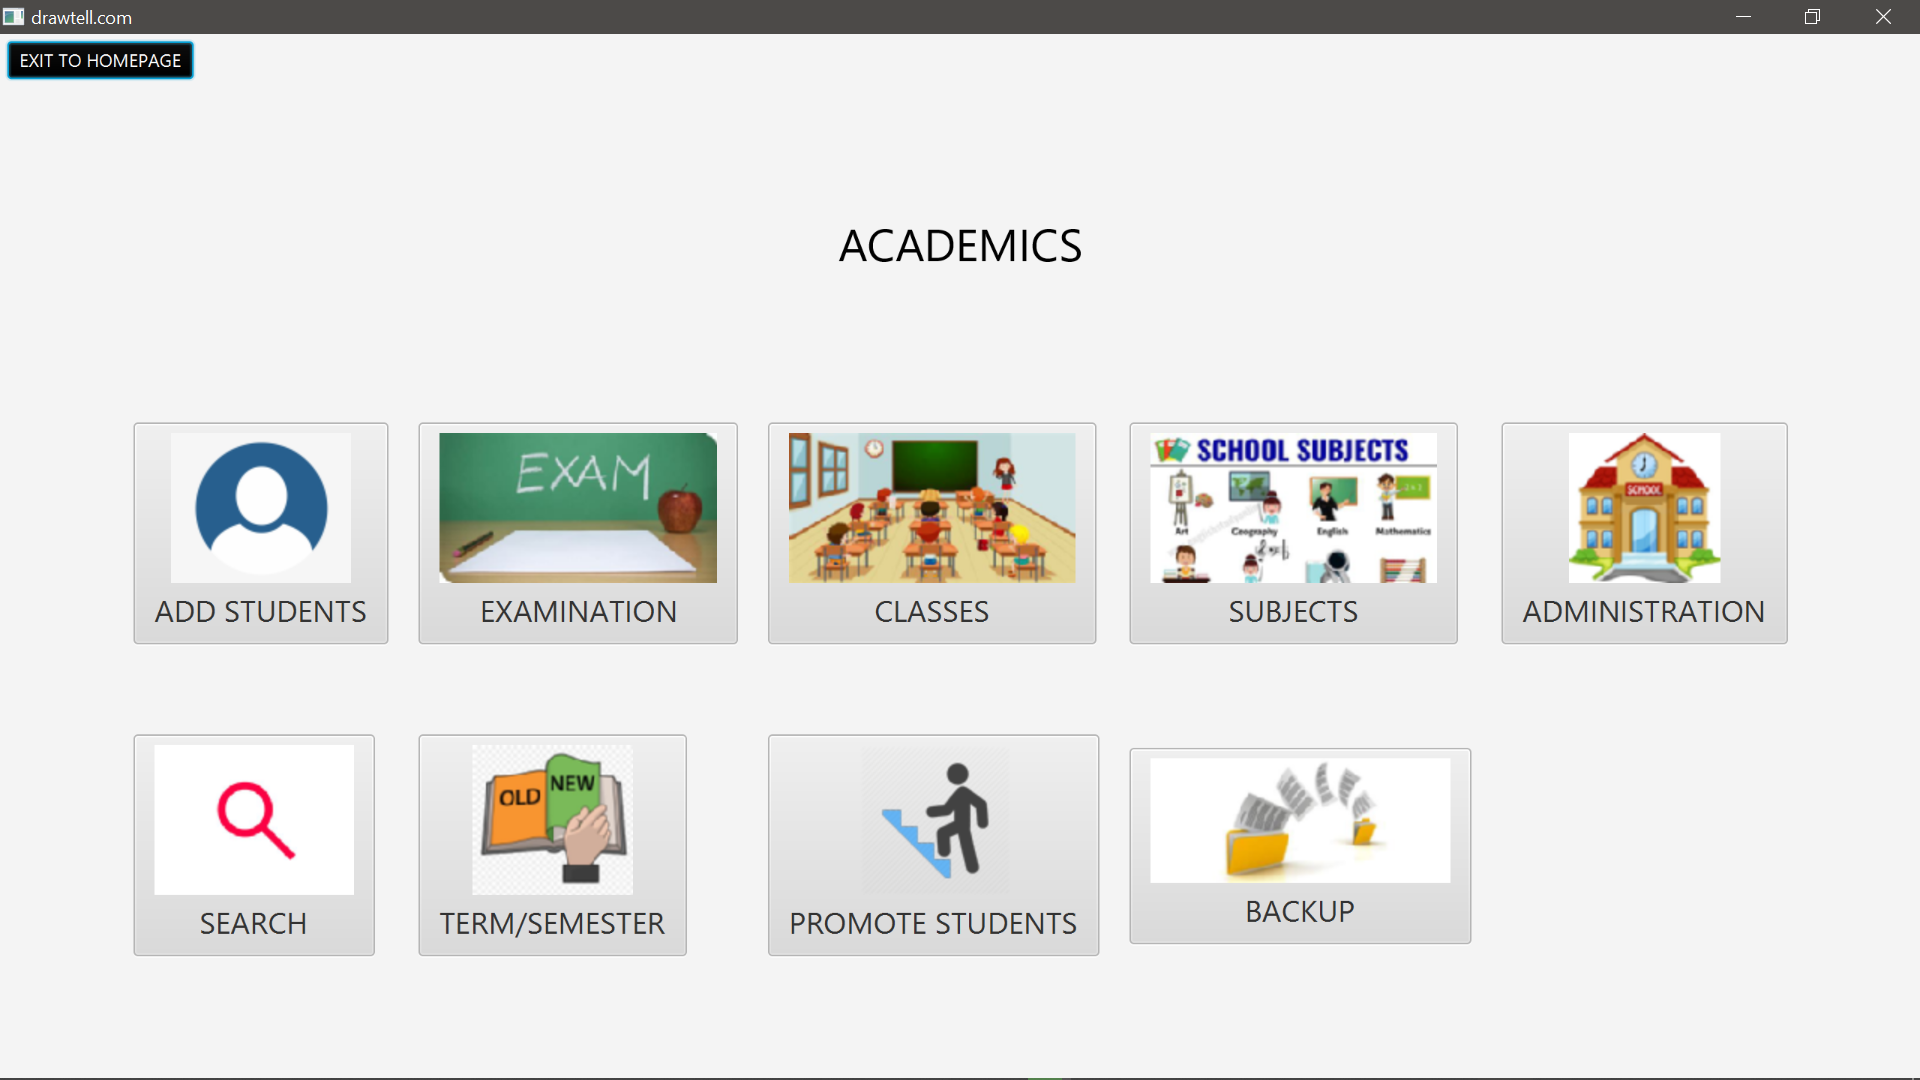 drawtell.com
EXIT TO HOMEPAGE
ACADEMICS
EXAM
SCHOOL SUBJECTS
Art Geography English Mathematics
SCHOOL
ADD STUDENTS
EXAMINATION
CLASSES
SUBJECTS
ADMINISTRATION
OLD NEW
SEARCH
TERM/SEMESTER
PROMOTE STUDENTS
BACKUP